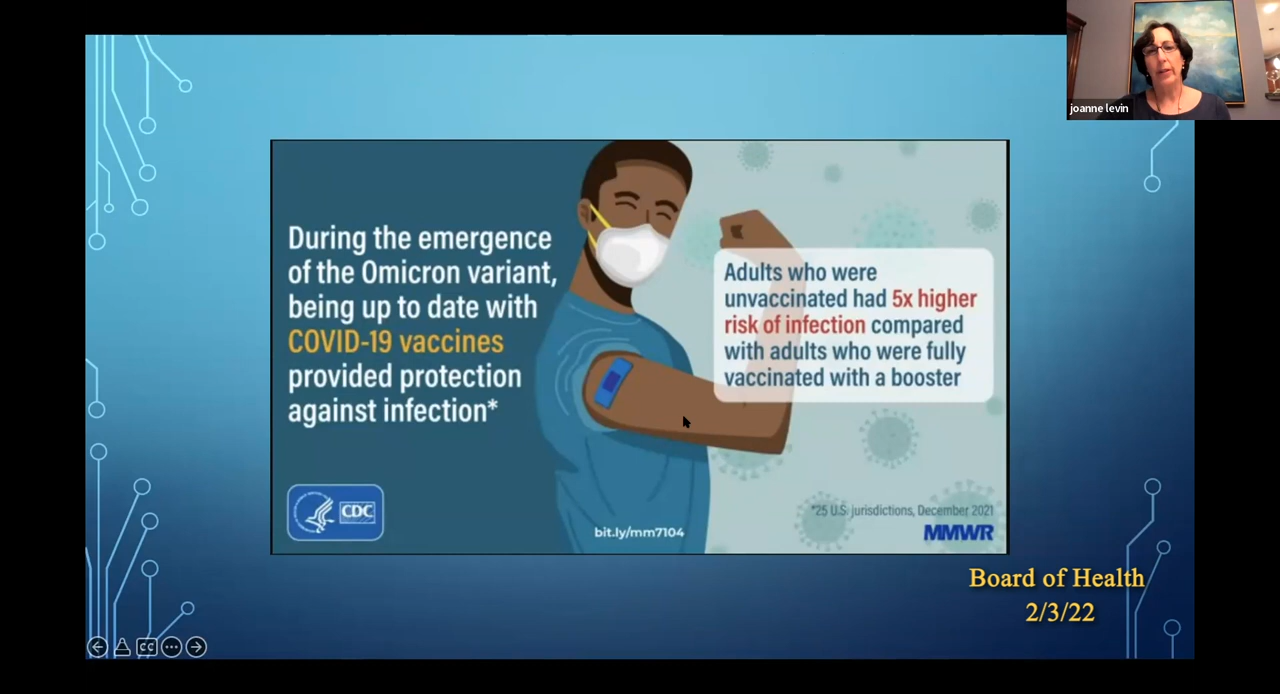 joanne levin
During the emergence
of the Omicron variant,
being up to date with
COVID-19 vaccines
provided protection
against infection*
Adults who were
unvaccinated had 5x higher
risk of infection compared
with adults who were fully
vaccinated with a booster
CDC
bit.ly/mm7104
*25 U.S. jurisdictions, December 2021
MMWR
Board of Health
2/3/22
CC